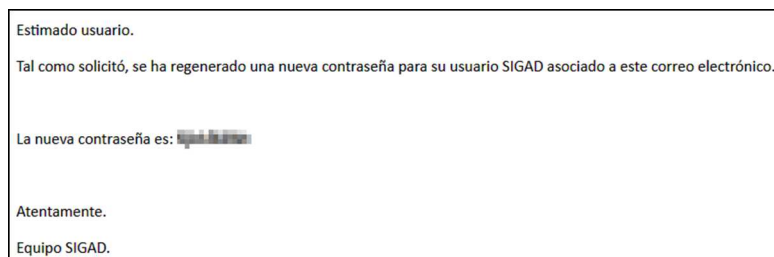 Estimado usuario.
Tal como solicitó, se ha regenerado una nueva contraseña para su usuario SIGAD asociado a este correo electrónico.
La nueva contraseña es:
Atentamente.
Equipo SIGAD.